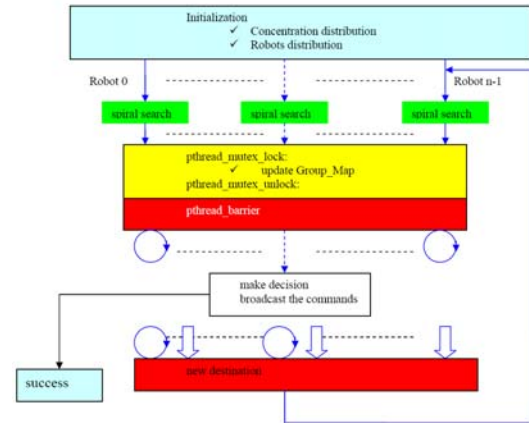 Initialization
✓ Concentration distribution
✓ Robots distribution
Robot 0
Robot n-1
spiral search
spiral search
spiral search
pthread_mutex_lock:
✓ update Group_Map
pthread_mutex_unlock:
pthread_barrier
make decision
broadcast the commands
new destination
success